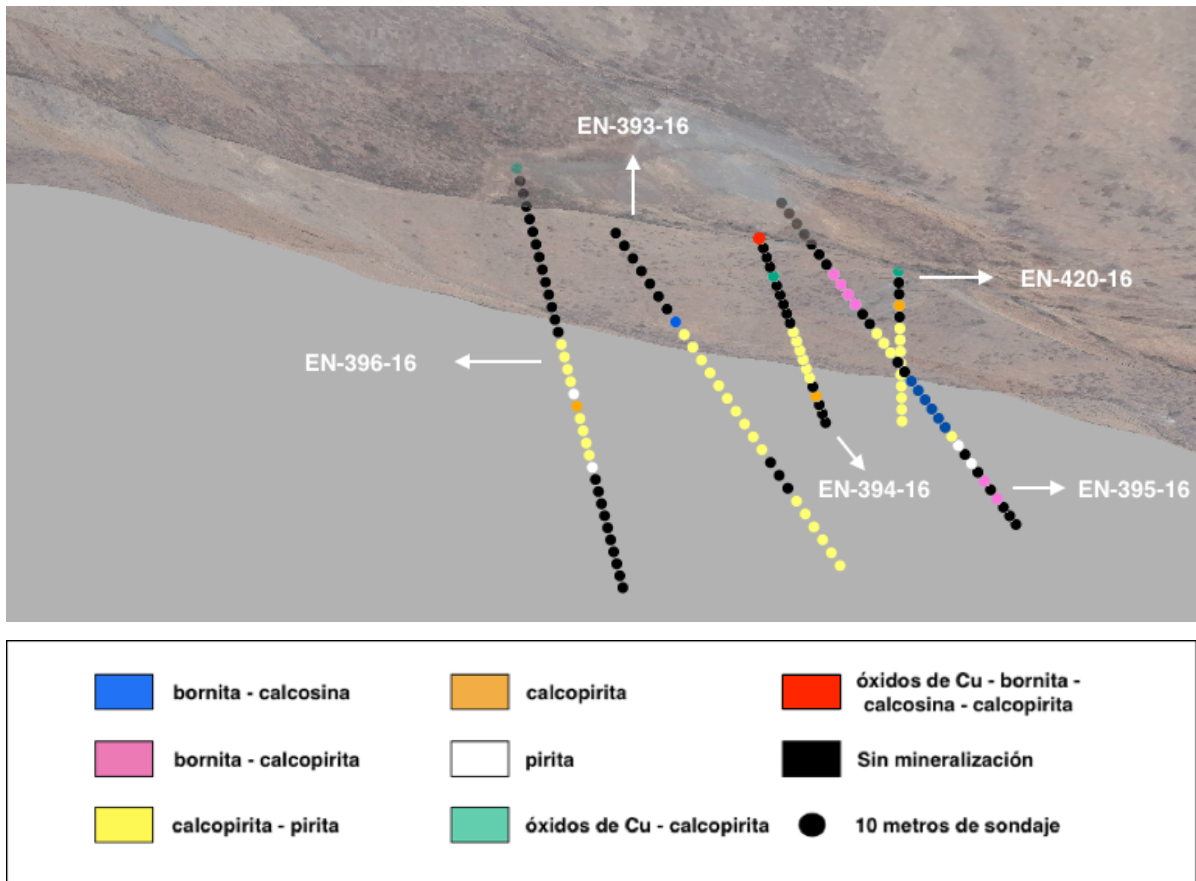 EN-393-16
EN-420-16
EN-396-16
EN-394-16
EN-395-16
bornita - calcosina
calcopirita
óxidos de Cu - bornita -
calcosina - calcopirita
bornita - calcopirita
pirita
Sin mineralización
calcopirita - pirita
óxidos de Cu - calcopirita
10 metros de sondaje